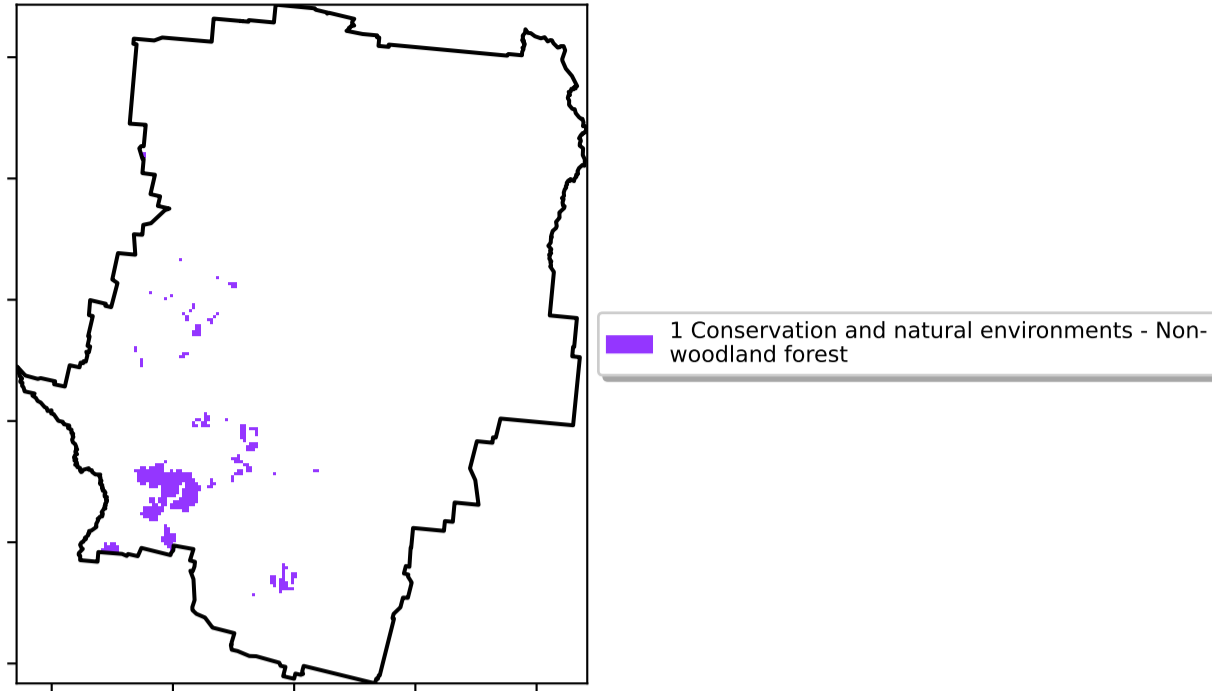 1 Conservation and natural environments - Non-
woodland forest